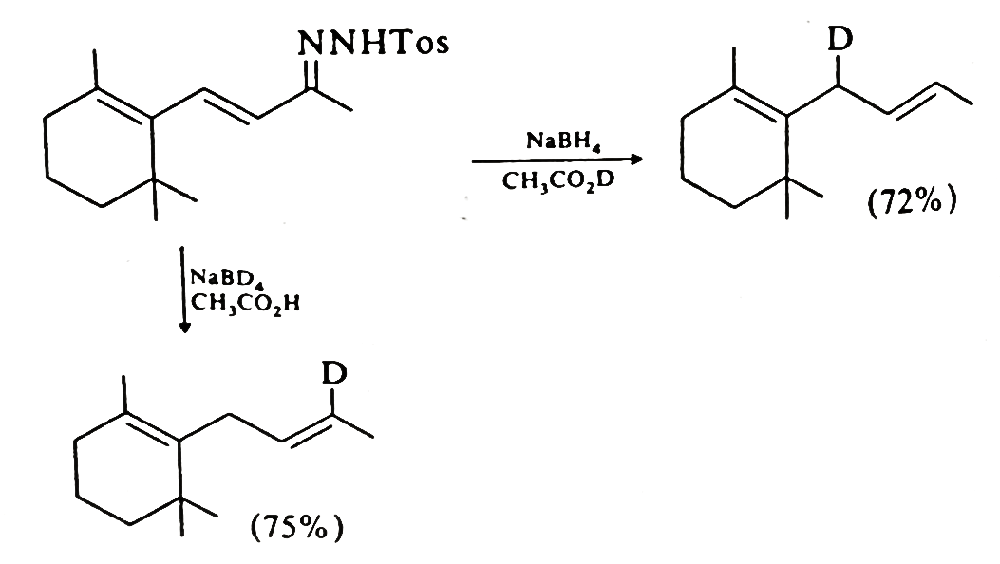 NNHTos
D
NaBH₄
CH₃CO₂D
(72%)
NaBD₄
CH₃CO₂H
D
(75%)